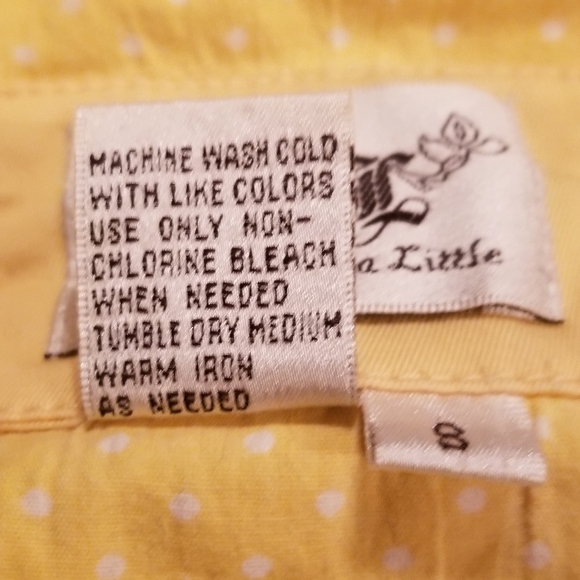 MACHINE WASH COLD
WITH LIKE COLORS
USE ONLY NON-
CHLORINE BLEACH
WHEN NEEDED
TUMBLE DRY MEDIUM
WARM IRON
AS NEEDED
a Little
8